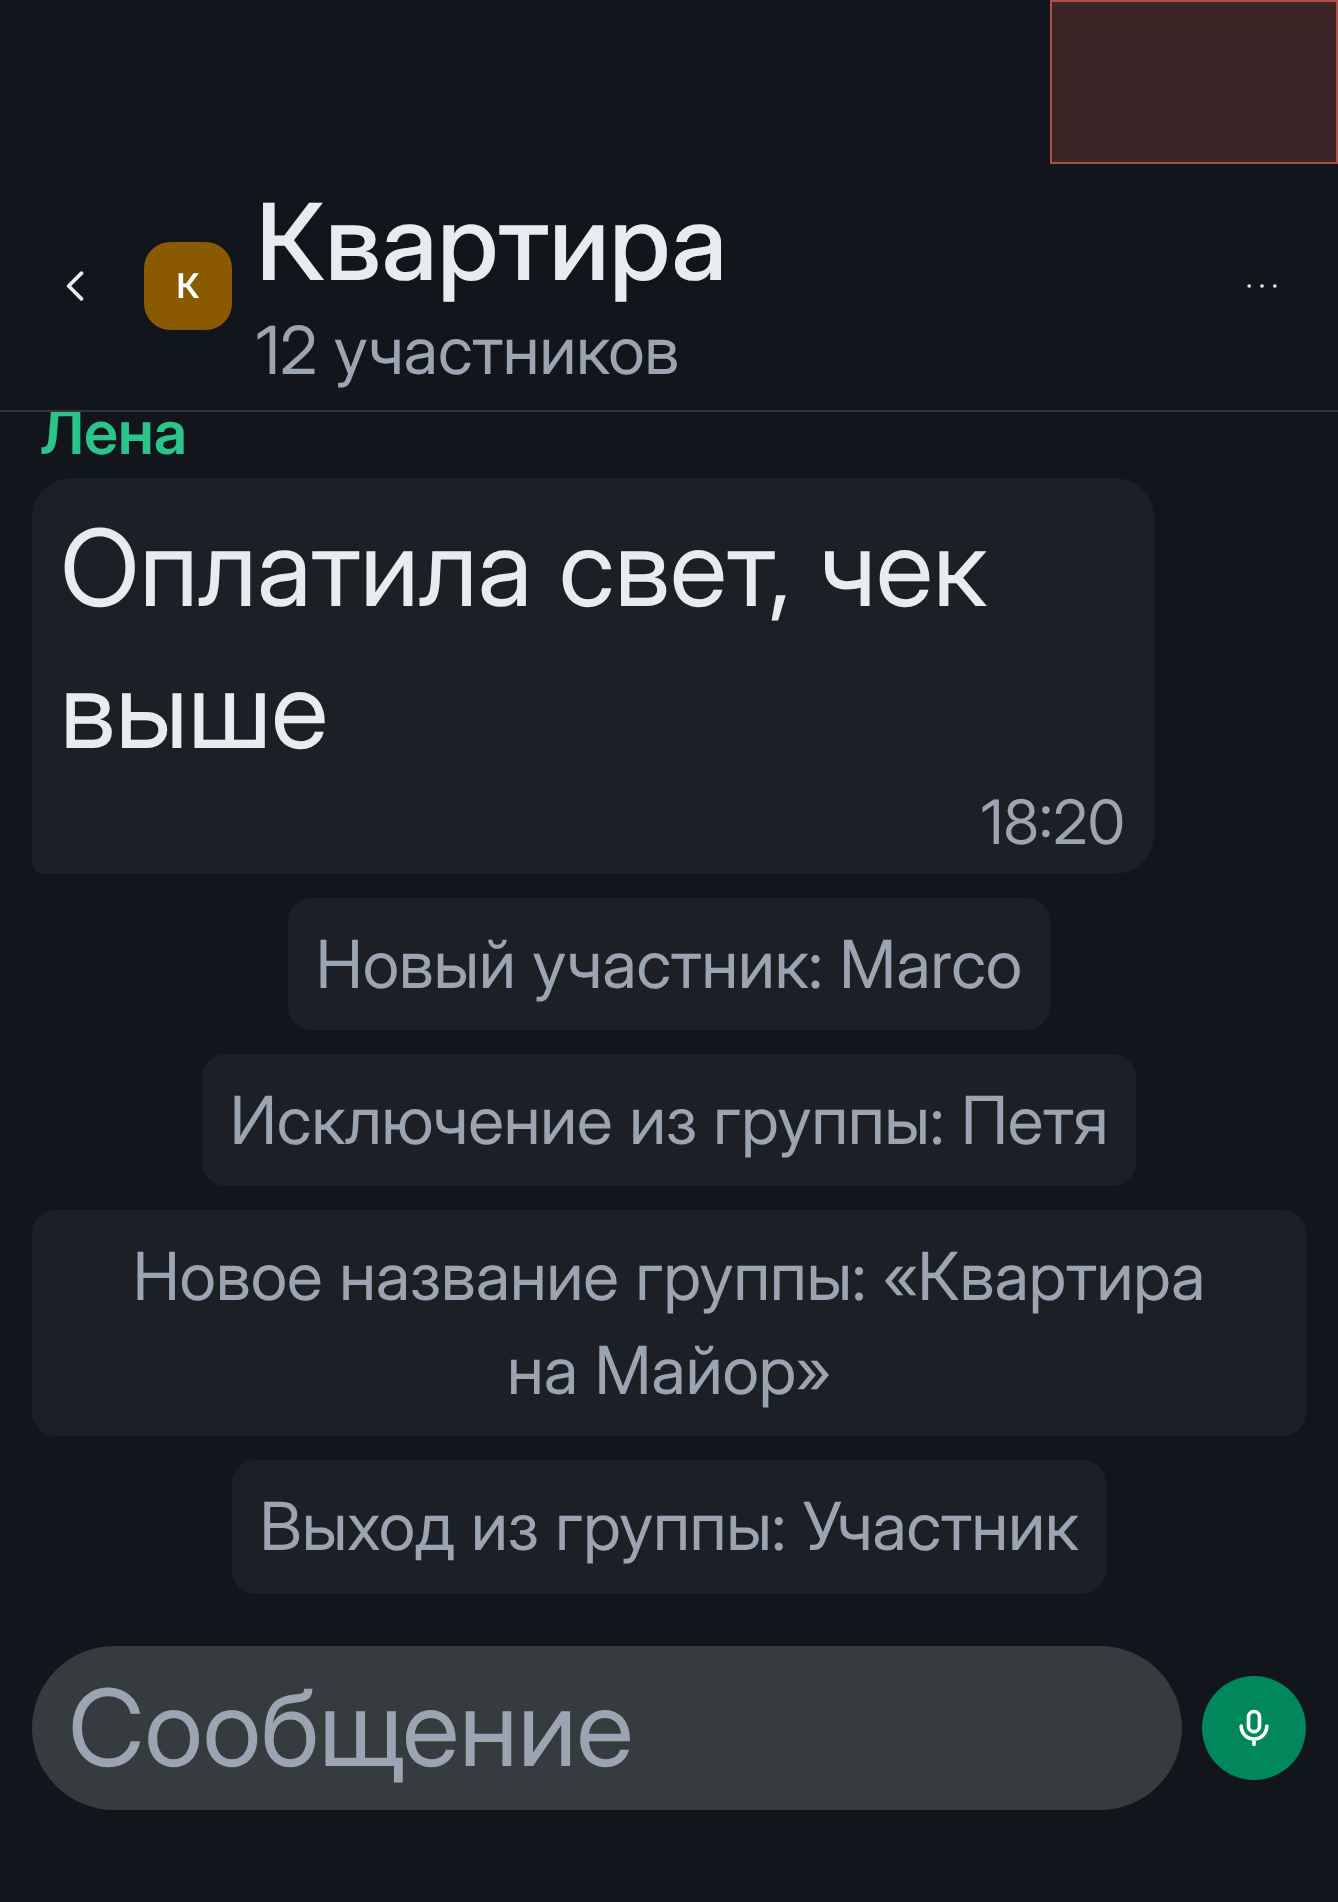 К
Квартира
12 участников
Лена
Оплатила свет, чек
выше
18:20
Новый участник: Marco
Исключение из группы: Петя
Новое название группы: «Квартира
на Майор»
Выход из группы: Участник
Сообщение